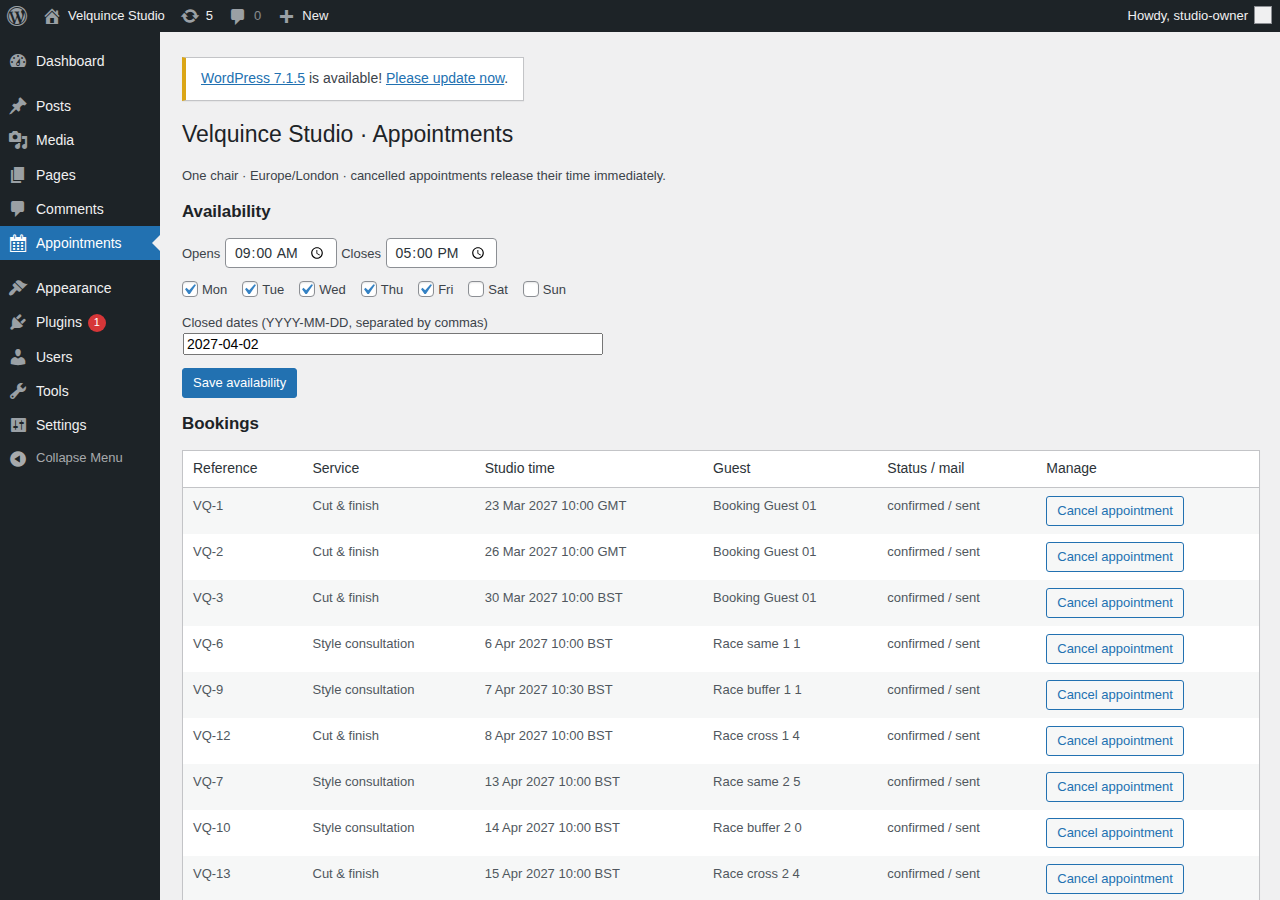 Velquince Studio 5 0 New Howdy, studio-owner
Dashboard
Posts
Media
Pages
Comments
Appointments
Appearance
Plugins 1
Users
Tools
Settings
Collapse Menu
WordPress 7.1.5 is available! Please update now.
Velquince Studio · Appointments
One chair · Europe/London · cancelled appointments release their time immediately.
Availability
Opens 09:00 AM Closes 05:00 PM
Mon Tue Wed Thu Fri Sat Sun
Closed dates (YYYY-MM-DD, separated by commas)
2027-04-02
Save availability
Bookings
Reference Service Studio time Guest Status / mail Manage
VQ-1 Cut & finish 23 Mar 2027 10:00 GMT Booking Guest 01 confirmed / sent Cancel appointment
VQ-2 Cut & finish 26 Mar 2027 10:00 GMT Booking Guest 01 confirmed / sent Cancel appointment
VQ-3 Cut & finish 30 Mar 2027 10:00 BST Booking Guest 01 confirmed / sent Cancel appointment
VQ-6 Style consultation 6 Apr 2027 10:00 BST Race same 1 1 confirmed / sent Cancel appointment
VQ-9 Style consultation 7 Apr 2027 10:30 BST Race buffer 1 1 confirmed / sent Cancel appointment
VQ-12 Cut & finish 8 Apr 2027 10:00 BST Race cross 1 4 confirmed / sent Cancel appointment
VQ-7 Style consultation 13 Apr 2027 10:00 BST Race same 2 5 confirmed / sent Cancel appointment
VQ-10 Style consultation 14 Apr 2027 10:00 BST Race buffer 2 0 confirmed / sent Cancel appointment
VQ-13 Cut & finish 15 Apr 2027 10:00 BST Race cross 2 4 confirmed / sent Cancel appointment